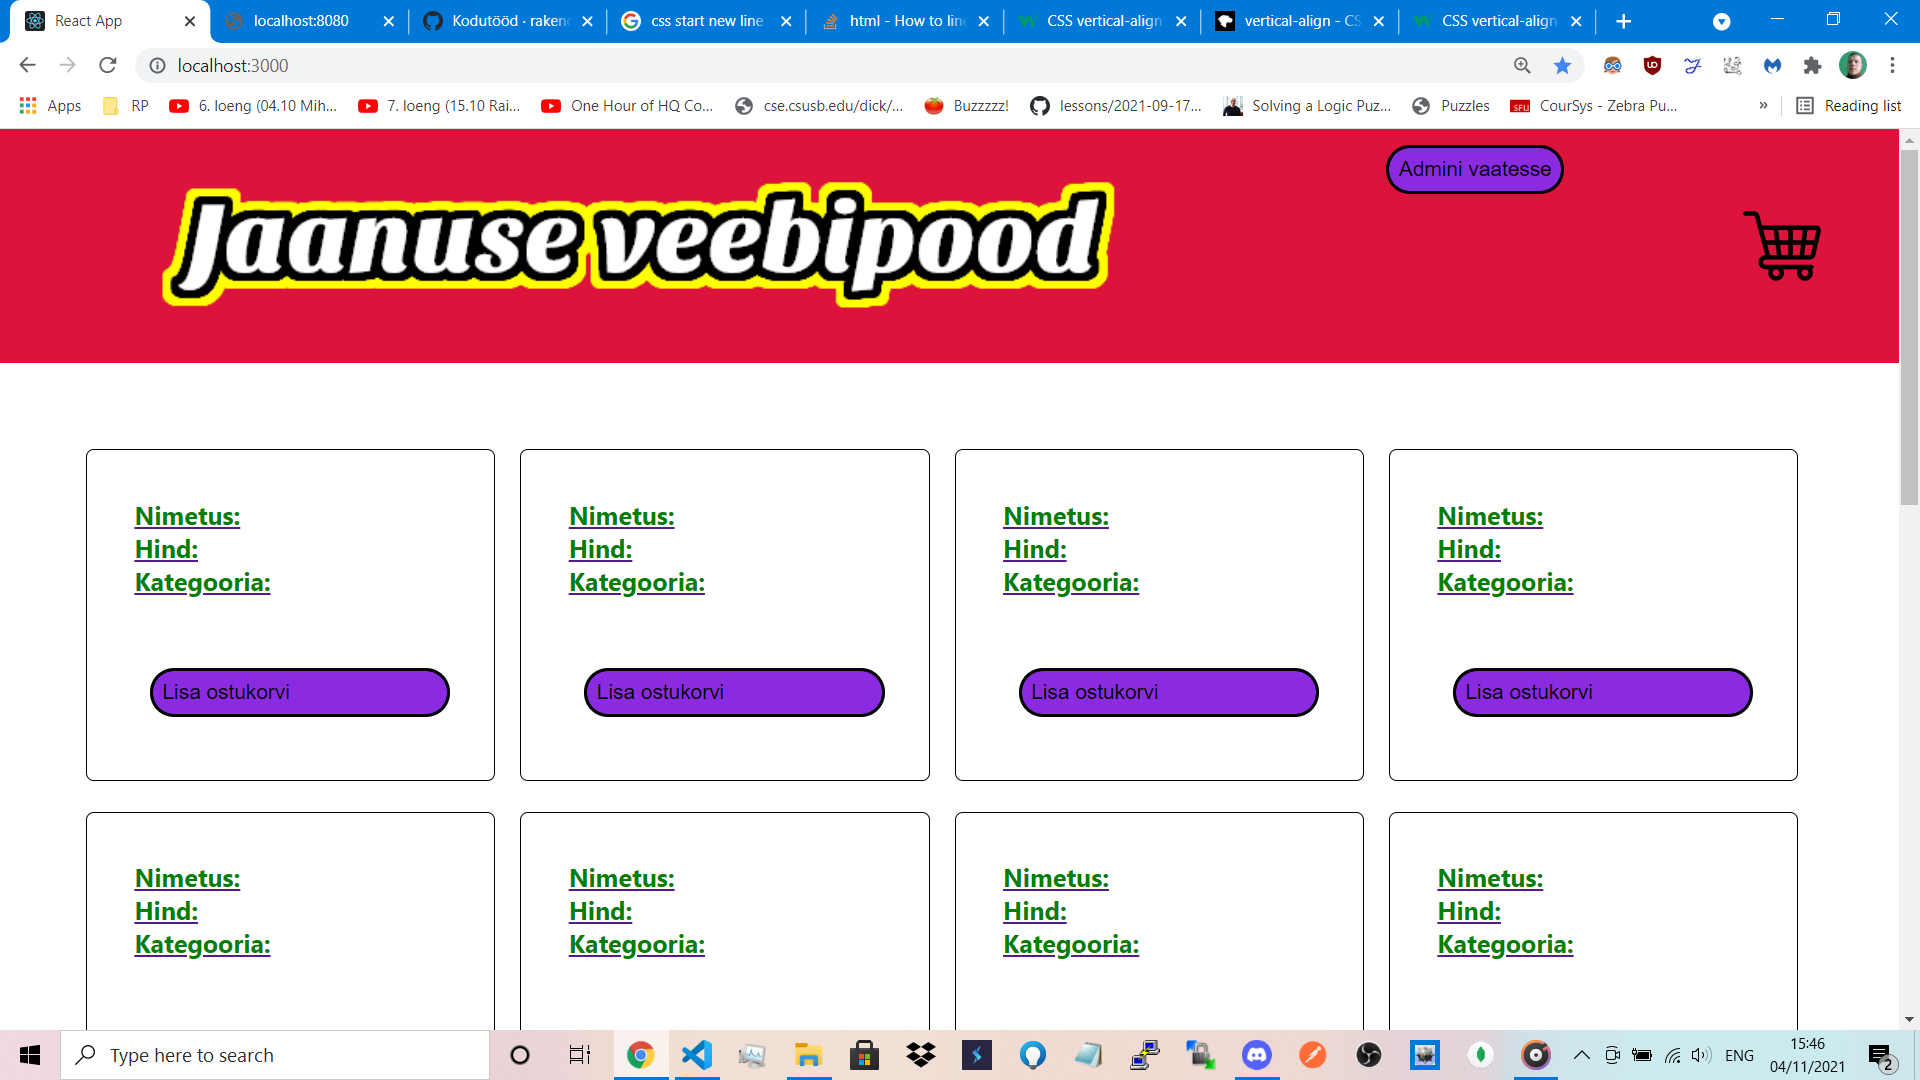 React App
localhost:8080
Kodutööd · raken
css start new line
html - How to line
CSS vertical-align
vertical-align - CS
CSS vertical-align
localhost:3000
Apps
RP
6. loeng (04.10 Mih...
7. loeng (15.10 Rai...
One Hour of HQ Co...
cse.csusb.edu/dick/...
Buzzzzz!
lessons/2021-09-17...
Solving a Logic Puz...
Puzzles
SFU
CourSys - Zebra Pu...
»
Reading list
Jaanuse veebipood
Admini vaatesse
Nimetus:
Hind:
Kategooria:
Lisa ostukorvi
Nimetus:
Hind:
Kategooria:
Lisa ostukorvi
Nimetus:
Hind:
Kategooria:
Lisa ostukorvi
Nimetus:
Hind:
Kategooria:
Lisa ostukorvi
Nimetus:
Hind:
Kategooria:
Nimetus:
Hind:
Kategooria:
Nimetus:
Hind:
Kategooria:
Nimetus:
Hind:
Kategooria:
Type here to search
ENG
15:46
04/11/2021
2